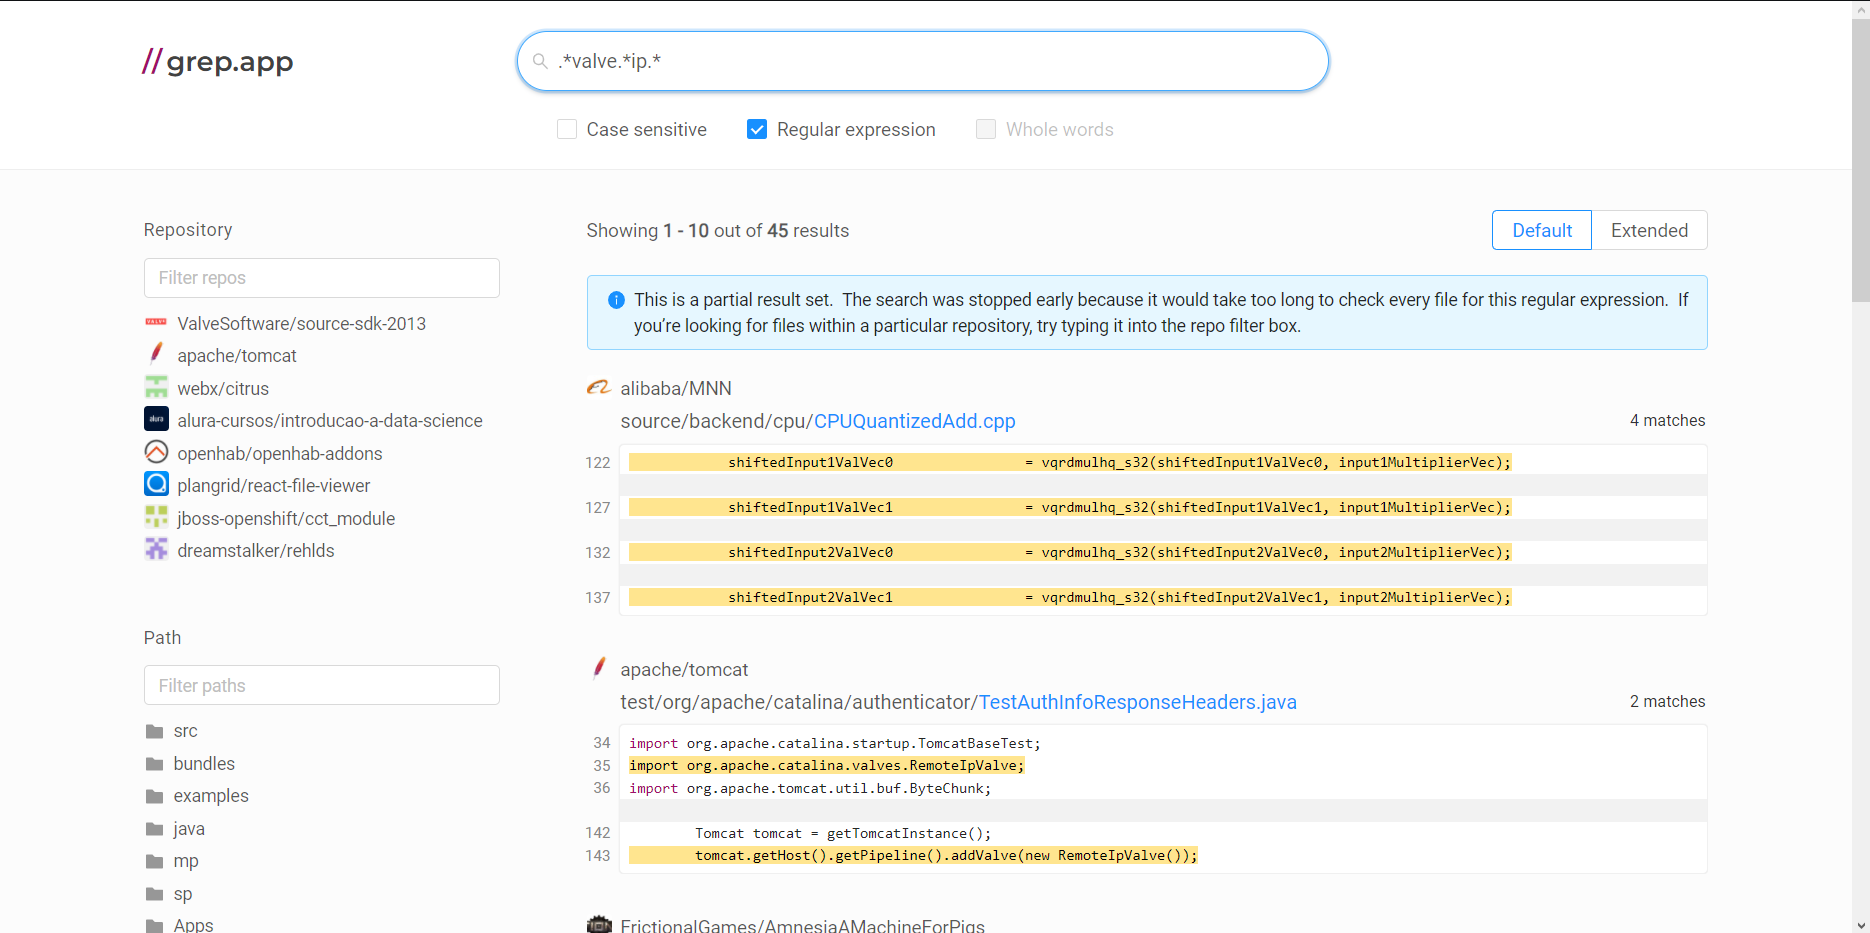 //grep.app
.*valve.*ip.*
Case sensitive
Regular expression
Whole words
Repository
Filter repos
VALVE ValveSoftware/source-sdk-2013
apache/tomcat
webx/citrus
alura alura-cursos/introducao-a-data-science
openhab/openhab-addons
plangrid/react-file-viewer
jboss-openshift/cct_module
dreamstalker/rehlds
Path
Filter paths
src
bundles
examples
java
mp
sp
Apps
Showing 1 - 10 out of 45 results
Default
Extended
This is a partial result set.  The search was stopped early because it would take too long to check every file for this regular expression.  If
you’re looking for files within a particular repository, try typing it into the repo filter box.
alibaba/MNN
source/backend/cpu/CPUQuantizedAdd.cpp
4 matches
122 shiftedInput1ValVec0                = vqrdmulhq_s32(shiftedInput1ValVec0, input1MultiplierVec);
127 shiftedInput1ValVec1                = vqrdmulhq_s32(shiftedInput1ValVec1, input1MultiplierVec);
132 shiftedInput2ValVec0                = vqrdmulhq_s32(shiftedInput2ValVec0, input2MultiplierVec);
137 shiftedInput2ValVec1                = vqrdmulhq_s32(shiftedInput2ValVec1, input2MultiplierVec);
apache/tomcat
test/org/apache/catalina/authenticator/TestAuthInfoResponseHeaders.java
2 matches
34 import org.apache.catalina.startup.TomcatBaseTest;
35 import org.apache.catalina.valves.RemoteIpValve;
36 import org.apache.tomcat.util.buf.ByteChunk;
142 Tomcat tomcat = getTomcatInstance();
143 tomcat.getHost().getPipeline().addValve(new RemoteIpValve());
FrictionalGames/AmnesiaAMachineForPigs